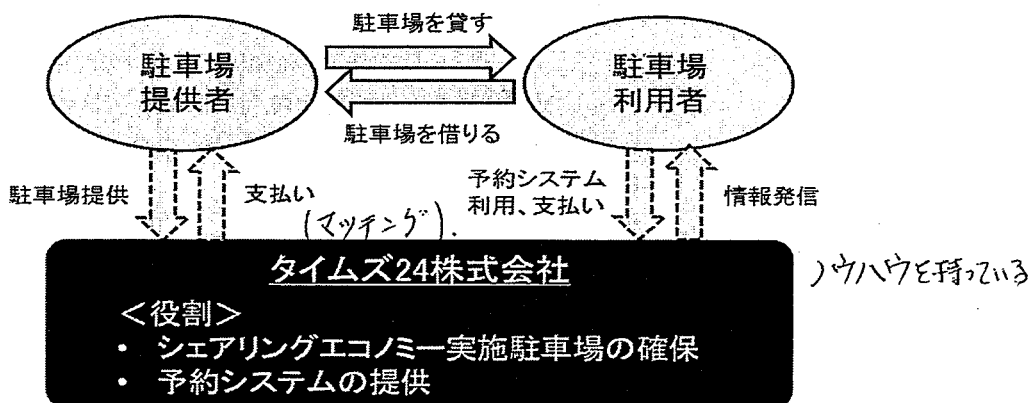 駐車場を貸す
駐車場
提供者
駐車場
利用者
駐車場を借りる
駐車場提供
支払い
予約システム
利用、支払い
情報発信
(マッチング).
タイムズ24株式会社
ノウハウを持っている
<役割>
・ シェアリングエコノミー実施駐車場の確保
・ 予約システムの提供